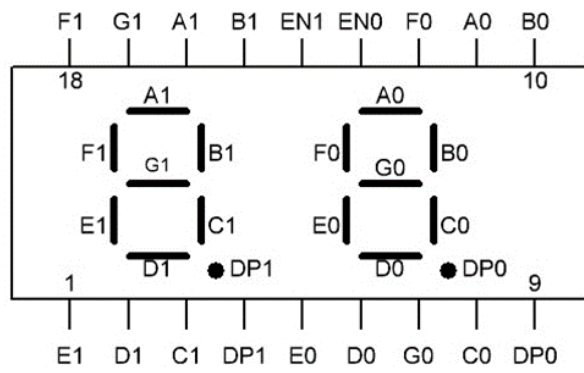 F1 G1 A1 B1 EN1 EN0 F0 A0 B0
18 10
A1 A0
F1 B1 F0 B0
G1 G0
E1 C1 E0 C0
D1 DP1 D0 DP0
1 9
E1 D1 C1 DP1 E0 D0 G0 C0 DP0